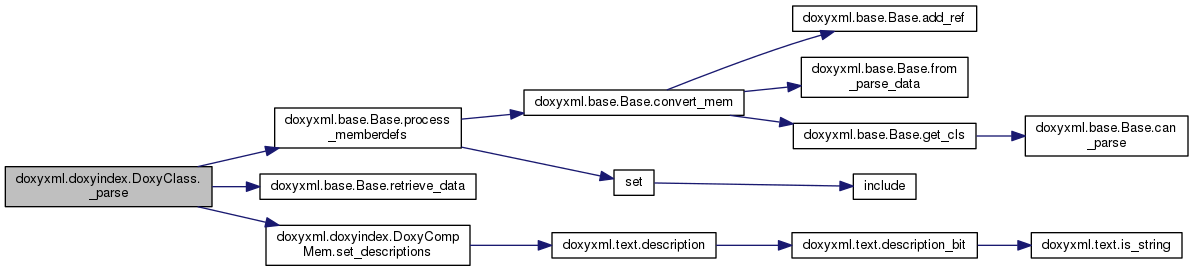 doxyxml.doxyindex.DoxyClass.
_parse
doxyxml.base.Base.process
_memberdefs
doxyxml.base.Base.retrieve_data
doxyxml.doxyindex.DoxyComp
Mem.set_descriptions
doxyxml.base.Base.convert_mem
set
doxyxml.text.description
doxyxml.base.Base.add_ref
doxyxml.base.Base.from
_parse_data
doxyxml.base.Base.get_cls
include
doxyxml.text.description_bit
doxyxml.base.Base.can
_parse
doxyxml.text.is_string